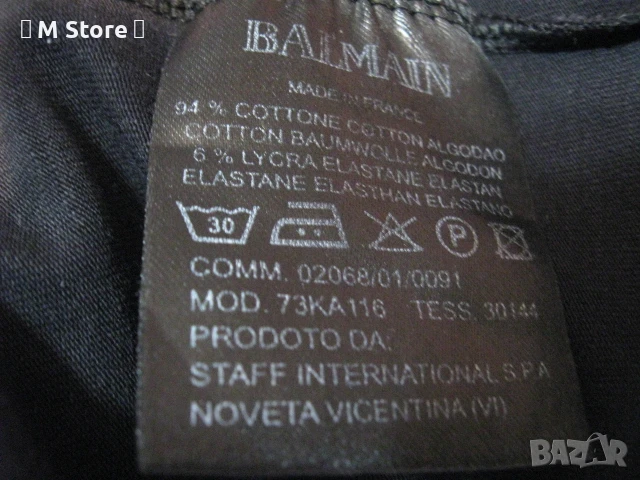 M Store
BALMAIN
MADE IN FRANCE
94 % COTTONE COTTON ALGODAO
COTTON BAUMWOLLE ALGODON
6 % LYCRA ELASTANE ELASTAN
ELASTANE ELASTHAN ELASTANO
30
P
COMM. 02068/01/0091
MOD. 73KA116 TESS. 30144
PRODOTO DA:
STAFF INTERNATIONAL S.P.A
NOVETA VICENTINA (VI)
BAZAR